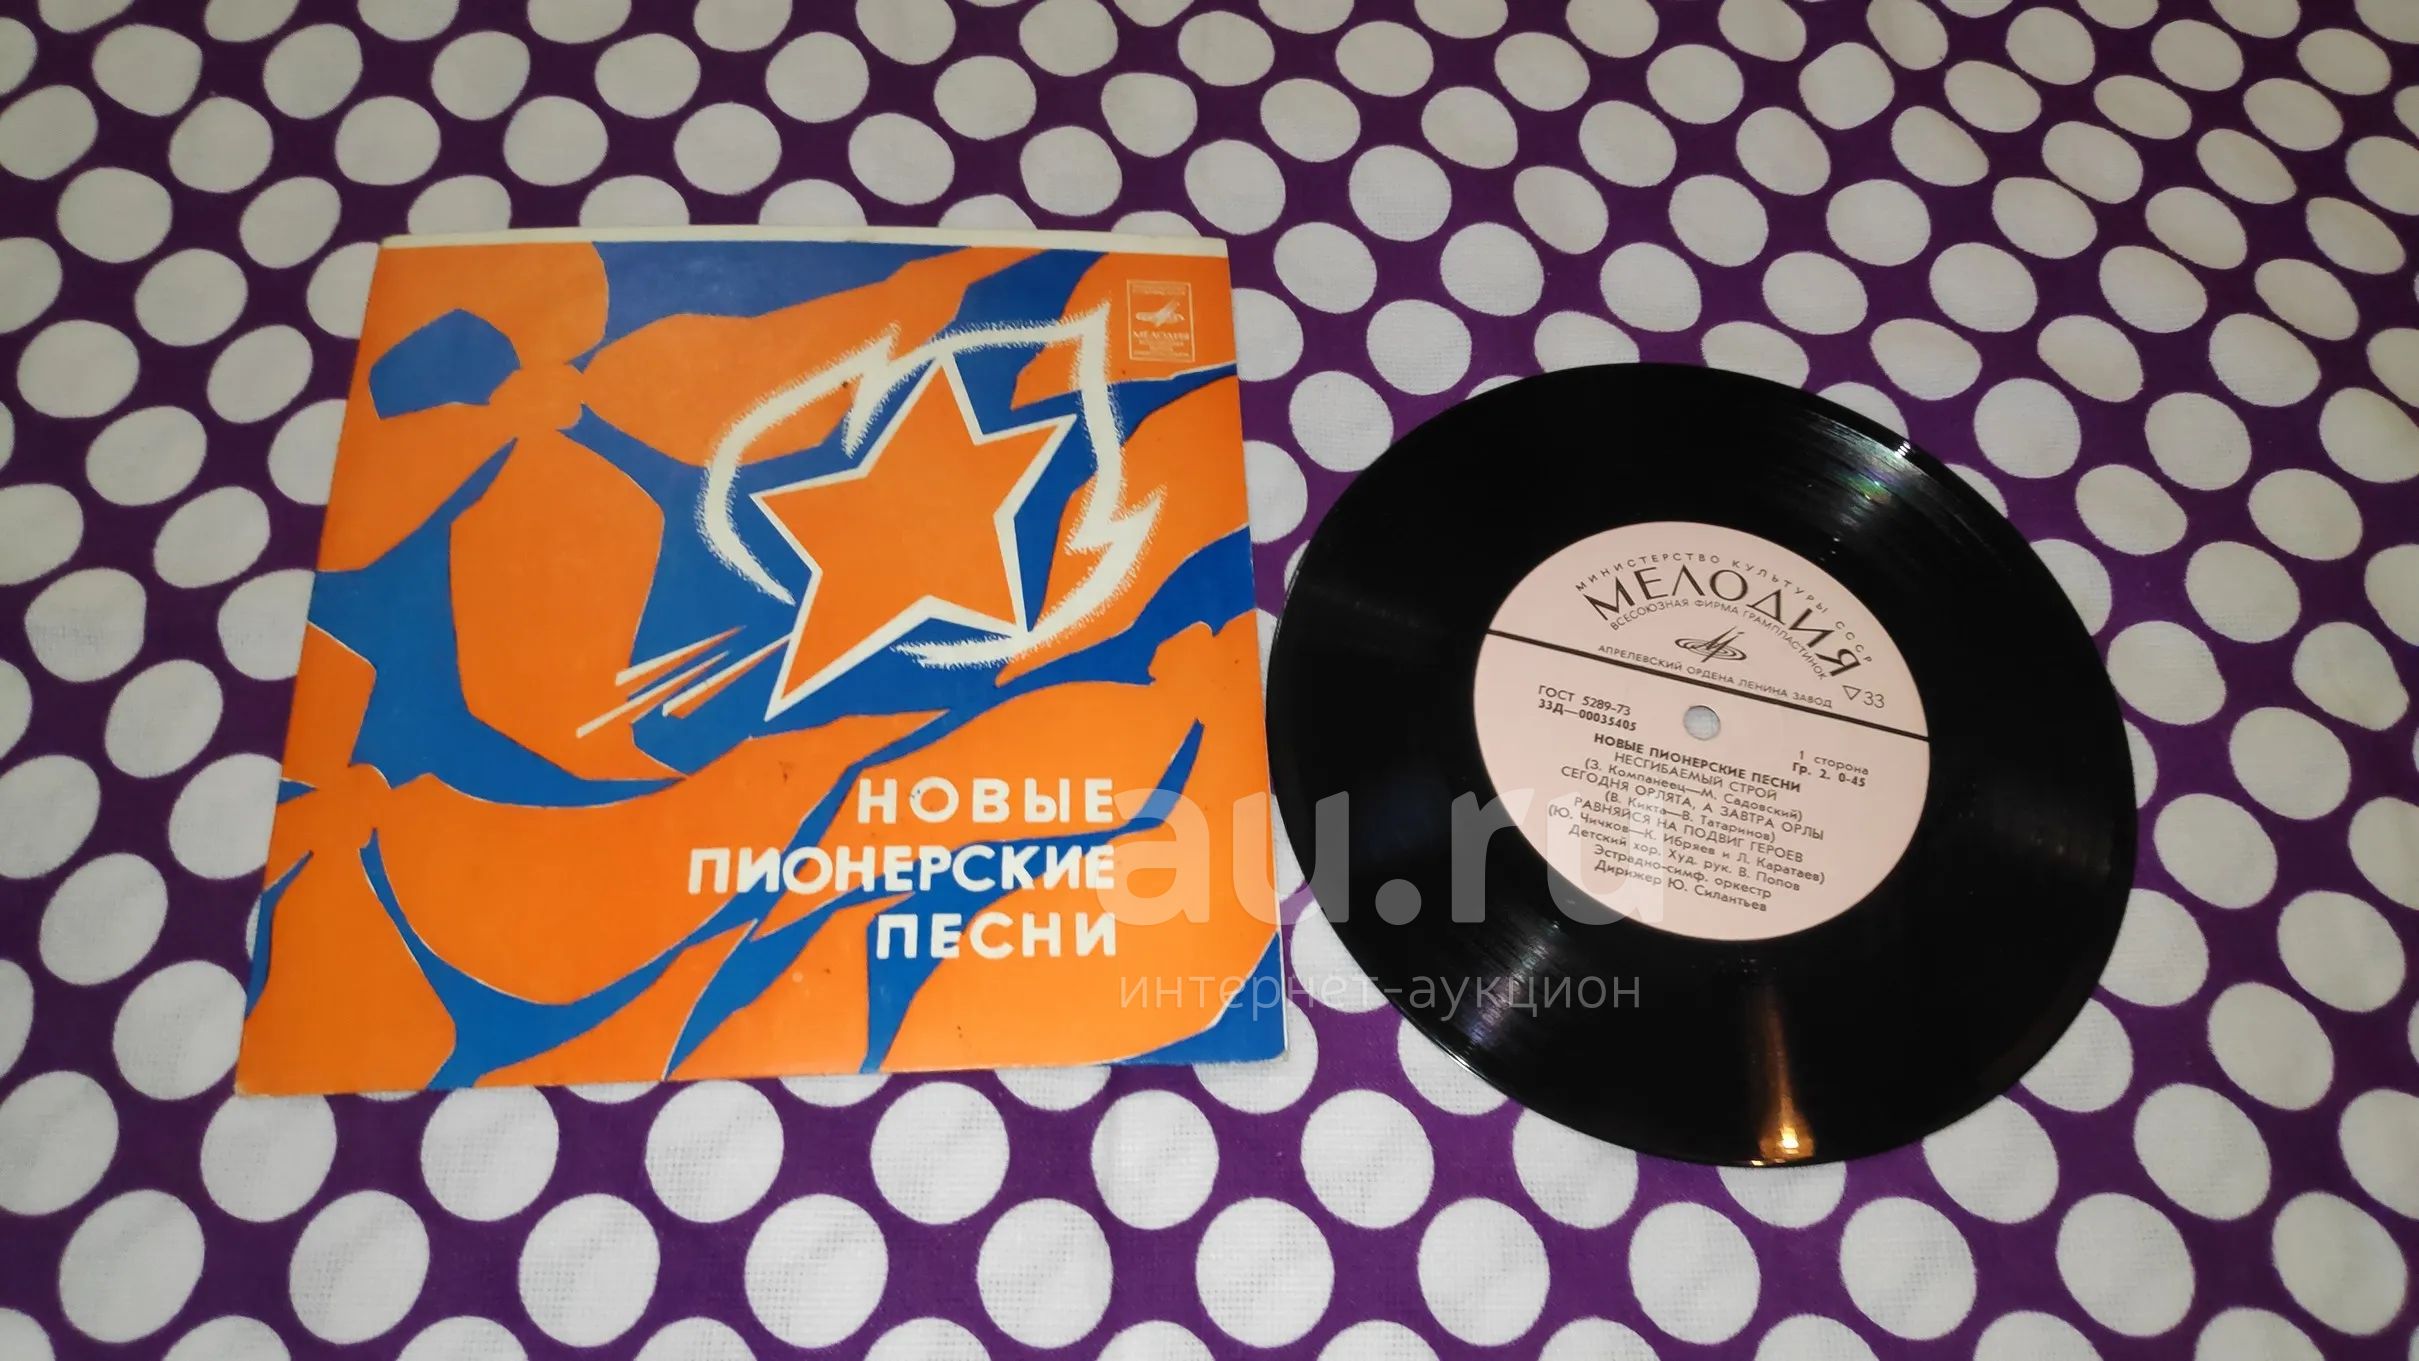 МЕЛОДИЯ
НОВЫЕ
ПИОНЕРСКИЕ
ПЕСНИ
МИНИСТЕРСТВО КУЛЬТУРЫ СССР
МЕЛОДИЯ
ВСЕСОЮЗНАЯ ФИРМА ГРАМПЛАСТИНОК
АПРЕЛЕВСКИЙ ОРДЕНА ЛЕНИНА ЗАВОД
33
ГОСТ 5289-73
33Д—00035405
1 сторона
Гр. 2. 0-45
НОВЫЕ ПИОНЕРСКИЕ ПЕСНИ
НЕСГИБАЕМЫЙ СТРОЙ
(З. Компанеец—М. Садовский)
СЕГОДНЯ ОРЛЯТА, А ЗАВТРА ОРЛЫ
(В. Кикта—В. Татаринов)
РАВНЯЙСЯ НА ПОДВИГ ГЕРОЕВ
(Ю. Чичков—К. Ибряев и Л. Каратаев)
Детский хор. Худ. рук. В. Попов
Эстрадно-симф. оркестр
Дирижер Ю. Силантьев
au.ru
интернет-аукцион